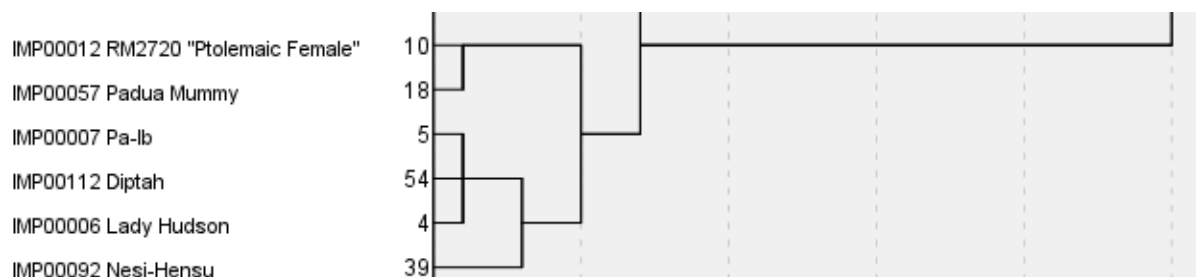 IMP00012 RM2720 "Ptolemaic Female" 10
IMP00057 Padua Mummy 18
IMP00007 Pa-Ib 5
IMP00112 Diptah 54
IMP00006 Lady Hudson 4
IMP00092 Nesi-Hensu 39